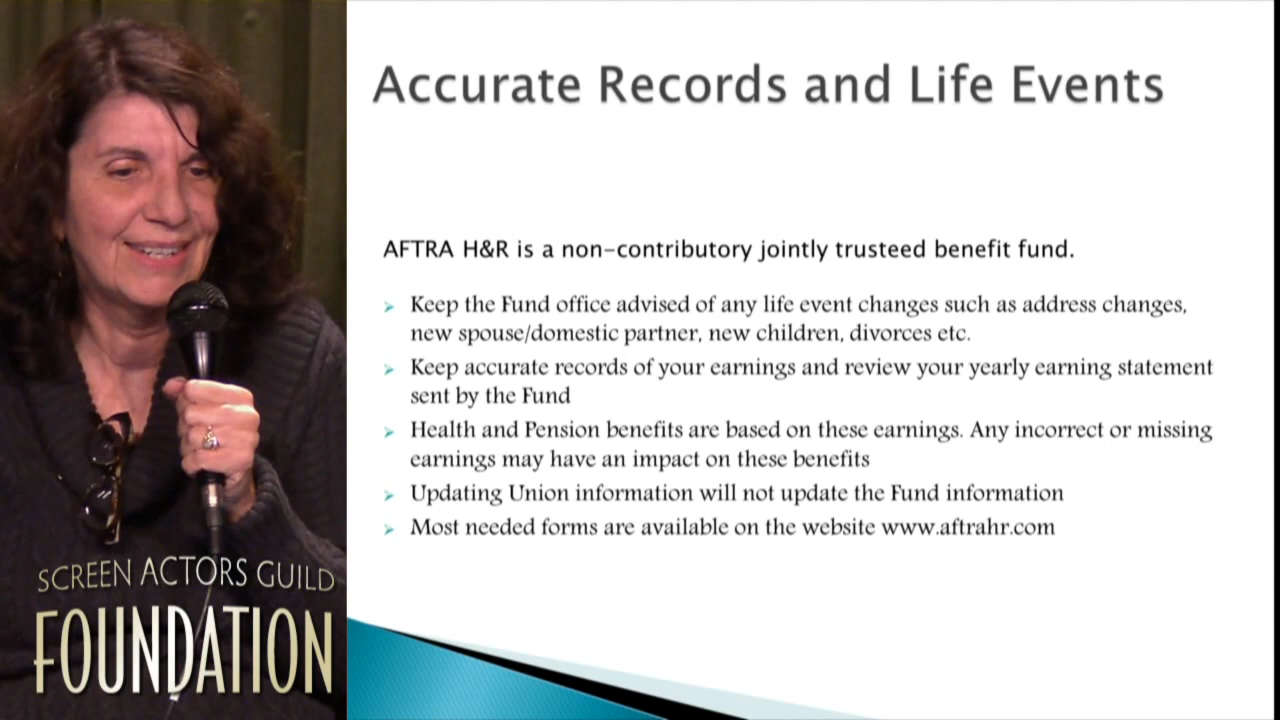 Accurate Records and Life Events
AFTRA H&R is a non-contributory jointly trusteed benefit fund.
Keep the Fund office advised of any life event changes such as address changes,
new spouse/domestic partner, new children, divorces etc.
Keep accurate records of your earnings and review your yearly earning statement
sent by the Fund
Health and Pension benefits are based on these earnings. Any incorrect or missing
earnings may have an impact on these benefits
Updating Union information will not update the Fund information
Most needed forms are available on the website www.aftrahr.com
SCREEN ACTORS GUILD
FOUNDATION